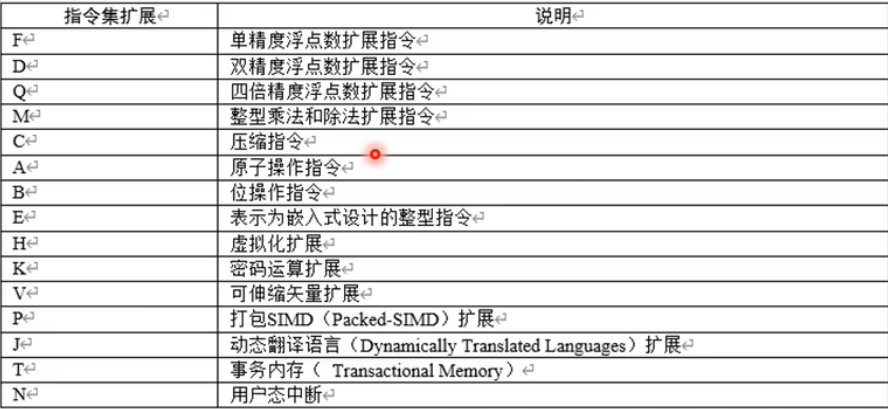 指令集扩展 说明
F 单精度浮点数扩展指令
D 双精度浮点数扩展指令
Q 四倍精度浮点数扩展指令
M 整型乘法和除法扩展指令
C 压缩指令
A 原子操作指令
B 位操作指令
E 表示为嵌入式设计的整型指令
H 虚拟化扩展
K 密码运算扩展
V 可伸缩矢量扩展
P 打包SIMD（Packed-SIMD）扩展
J 动态翻译语言（Dynamically Translated Languages）扩展
T 事务内存（ Transactional Memory）
N 用户态中断